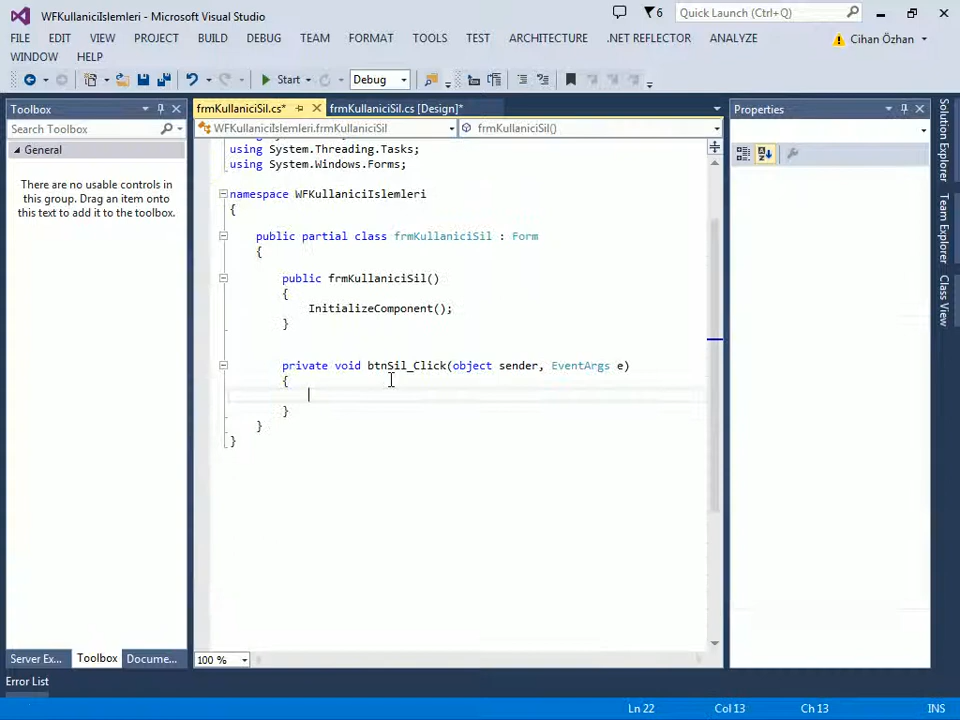 WFKullaniciIslemleri - Microsoft Visual Studio
6
Quick Launch (Ctrl+Q)
FILE EDIT VIEW PROJECT BUILD DEBUG TEAM FORMAT TOOLS TEST ARCHITECTURE .NET REFLECTOR ANALYZE
Cihan Özhan
WINDOW HELP
Start
Debug
Toolbox
frmKullaniciSil.cs*
frmKullaniciSil.cs [Design]*
Properties
Search Toolbox
WFKullaniciIslemleri.frmKullaniciSil
frmKullaniciSil()
General
There are no usable controls in
this group. Drag an item onto
this text to add it to the toolbox.
using System.Threading.Tasks;
using System.Windows.Forms;
namespace WFKullaniciIslemleri
{
public partial class frmKullaniciSil : Form
{
public frmKullaniciSil()
{
InitializeComponent();
}
private void btnSil_Click(object sender, EventArgs e)
{
}
}
}
Solution Explorer
Team Explorer
Class View
100 %
Server Ex...
Toolbox
Docume...
Error List
Ln 22
Col 13
Ch 13
INS